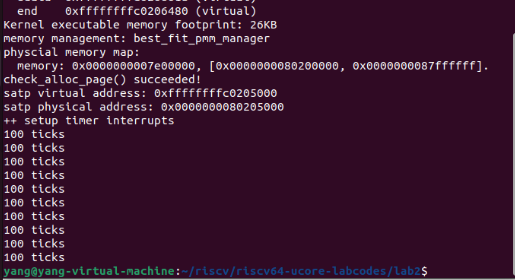 end    0xffffffffc0206480 (virtual)
Kernel executable memory footprint: 26KB
memory management: best_fit_pmm_manager
physcial memory map:
  memory: 0x0000000007e00000, [0x0000000080200000, 0x0000000087ffffff].
check_alloc_page() succeeded!
satp virtual address: 0xffffffffc0205000
satp physical address: 0x0000000080205000
++ setup timer interrupts
100 ticks
100 ticks
100 ticks
100 ticks
100 ticks
100 ticks
100 ticks
100 ticks
100 ticks
100 ticks
yang@yang-virtual-machine:~/riscv/riscv64-ucore-labcodes/lab2$